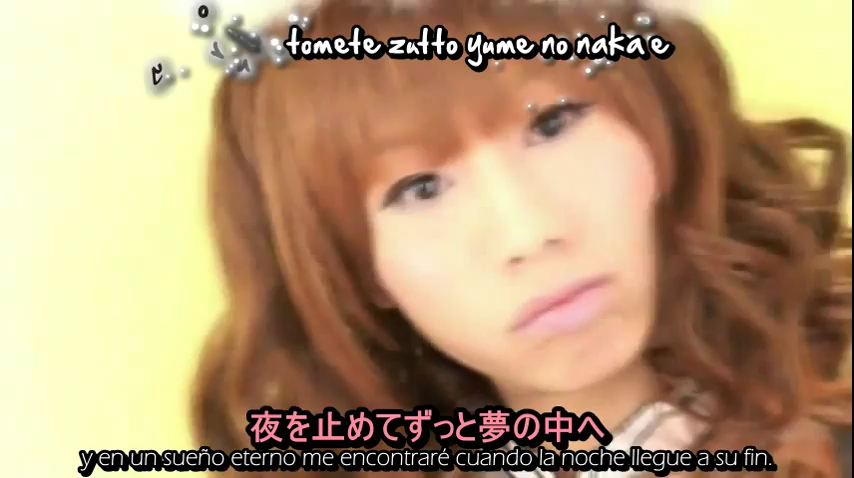 tomete zutto yume no naka e
夜を止めてずっと夢の中へ
y en un sueño eterno me encontraré cuando la noche llegue a su fin.